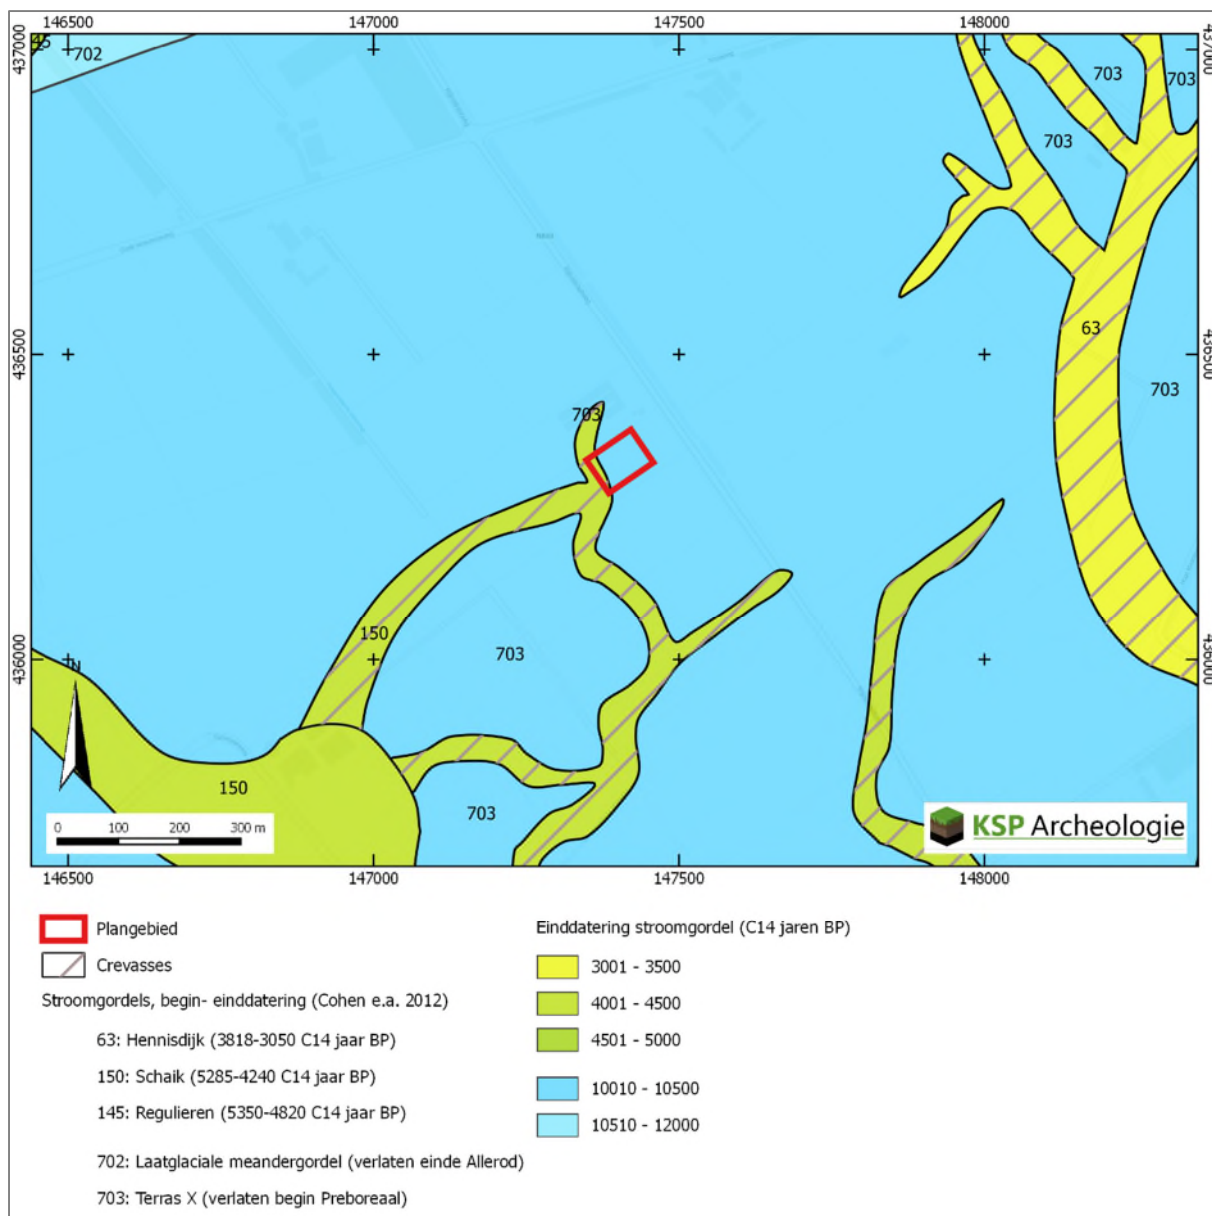 146500 147000 147500 148000
437000 437000
45
702
703 703
703
436500 436500
63
703
703
436000 436000
150
703
N
150
703
0 100 200 300 m
KSP Archeologie
146500 147000 147500 148000
Plangebied
Crevasses
Stroomgordels, begin- einddatering (Cohen e.a. 2012)
63: Hennisdijk (3818-3050 C14 jaar BP)
150: Schaik (5285-4240 C14 jaar BP)
145: Regulieren (5350-4820 C14 jaar BP)
702: Laatglaciale meandergordel (verlaten einde Allerod)
703: Terras X (verlaten begin Preboreaal)
Einddatering stroomgordel (C14 jaren BP)
3001 - 3500
4001 - 4500
4501 - 5000
10010 - 10500
10510 - 12000